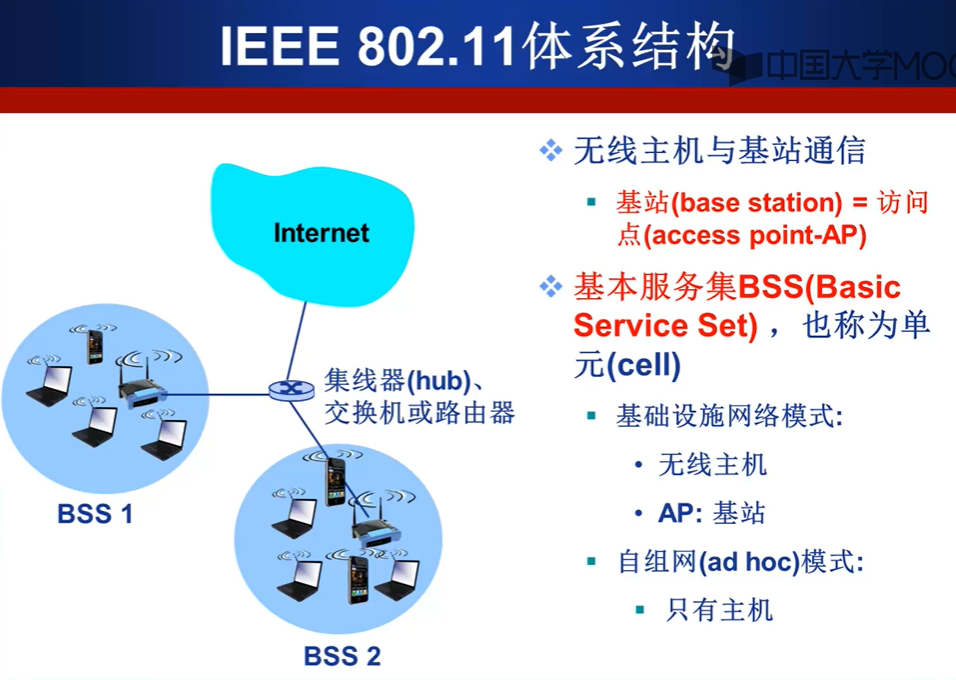 IEEE 802.11体系结构
中国大学MOO
Internet
集线器(hub)、
交换机或路由器
BSS 1
BSS 2
无线主机与基站通信
基站(base station) = 访问
点(access point-AP)
基本服务集BSS(Basic
Service Set) ，也称为单
元(cell)
基础设施网络模式:
无线主机
AP: 基站
自组网(ad hoc)模式:
只有主机